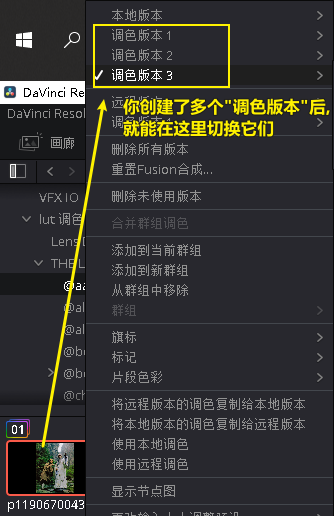 本地版本
调色版本 1
调色版本 2
✓ 调色版本 3
DaVinci Resol
DaVinci Reso
你创建了多个"调色版本"后,
就能在这里切换它们
画廊
删除所有版本
重置Fusion合成...
删除未使用版本
VFX IO
lut 调色
合并群组调色
Lens D
添加到当前群组
THE L
添加到新群组
@aa
从群组中移除
@al
群组
@al
@be
旗标
@be
标记
@ch
片段色彩
将远程版本的调色复制给本地版本
将本地版本的调色复制给远程版本
01
使用本地调色
使用远程调色
显示节点图
p1190670043